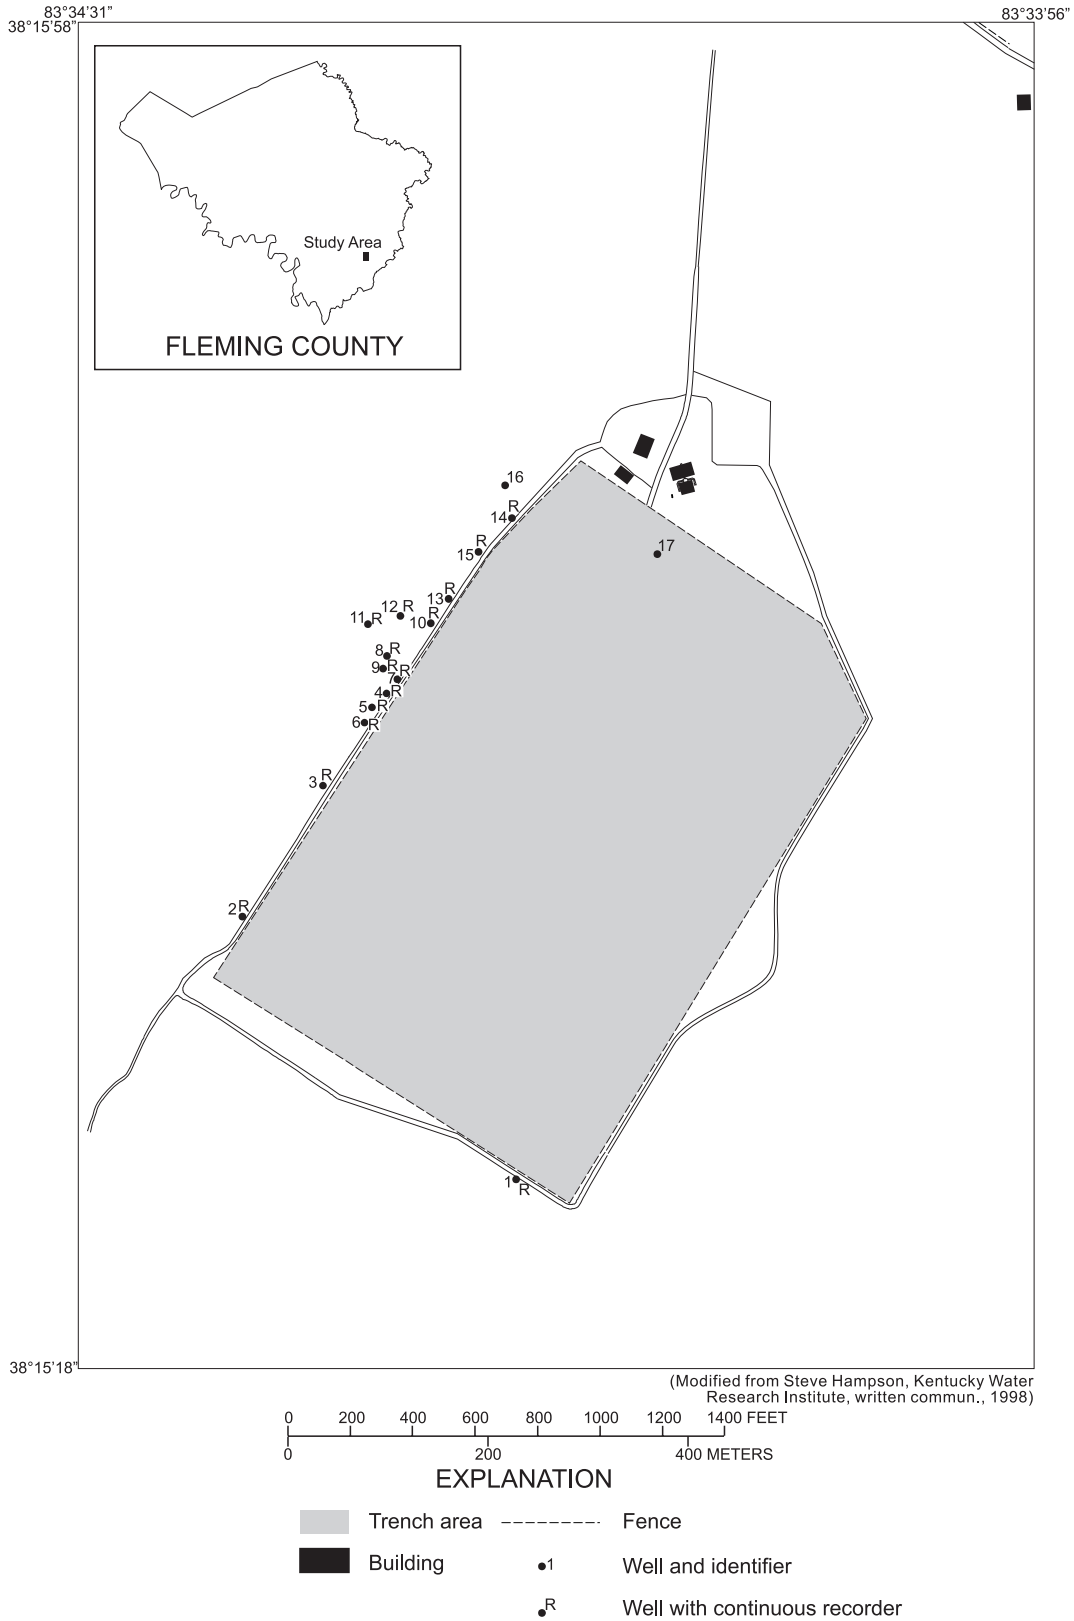 83°34’31”
83°33’56”
38°15’58”
Study Area
FLEMING COUNTY
16
R
14
R
15
17
R
13
12 R
R
11 R
10
8 R
9 R
R
7
4 R
5 R
6 R
R
3
2 R
1 R
38°15’18”
(Modified from Steve Hampson, Kentucky Water
Research Institute, written commun., 1998)
0 200 400 600 800 1000 1200 1400 FEET
0 200 400 METERS
EXPLANATION
Trench area
Fence
Building
1 Well and identifier
R Well with continuous recorder